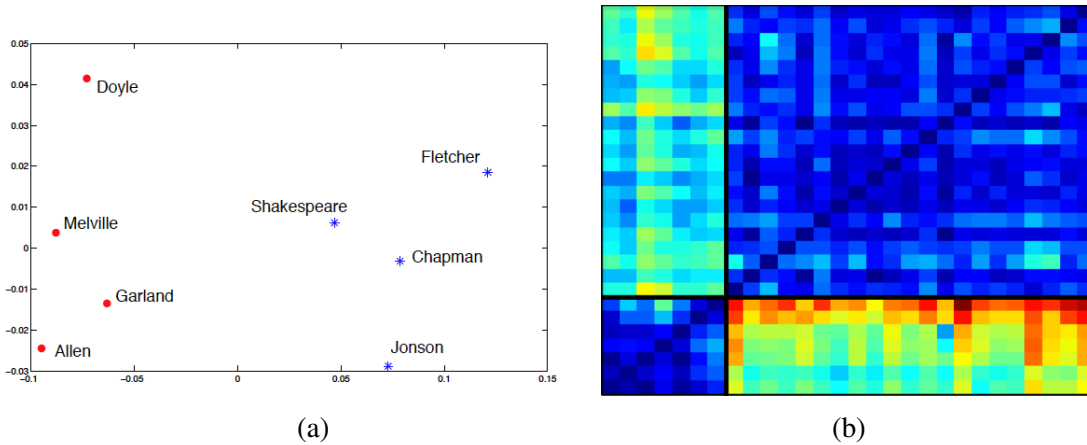 0.05
0.04
0.03
0.02
0.01
0
−0.01
−0.02
−0.03
−0.1
−0.05
0
0.05
0.1
0.15
Doyle
Fletcher
Shakespeare
Melville
Chapman
Garland
Allen
Jonson
(a)
(b)